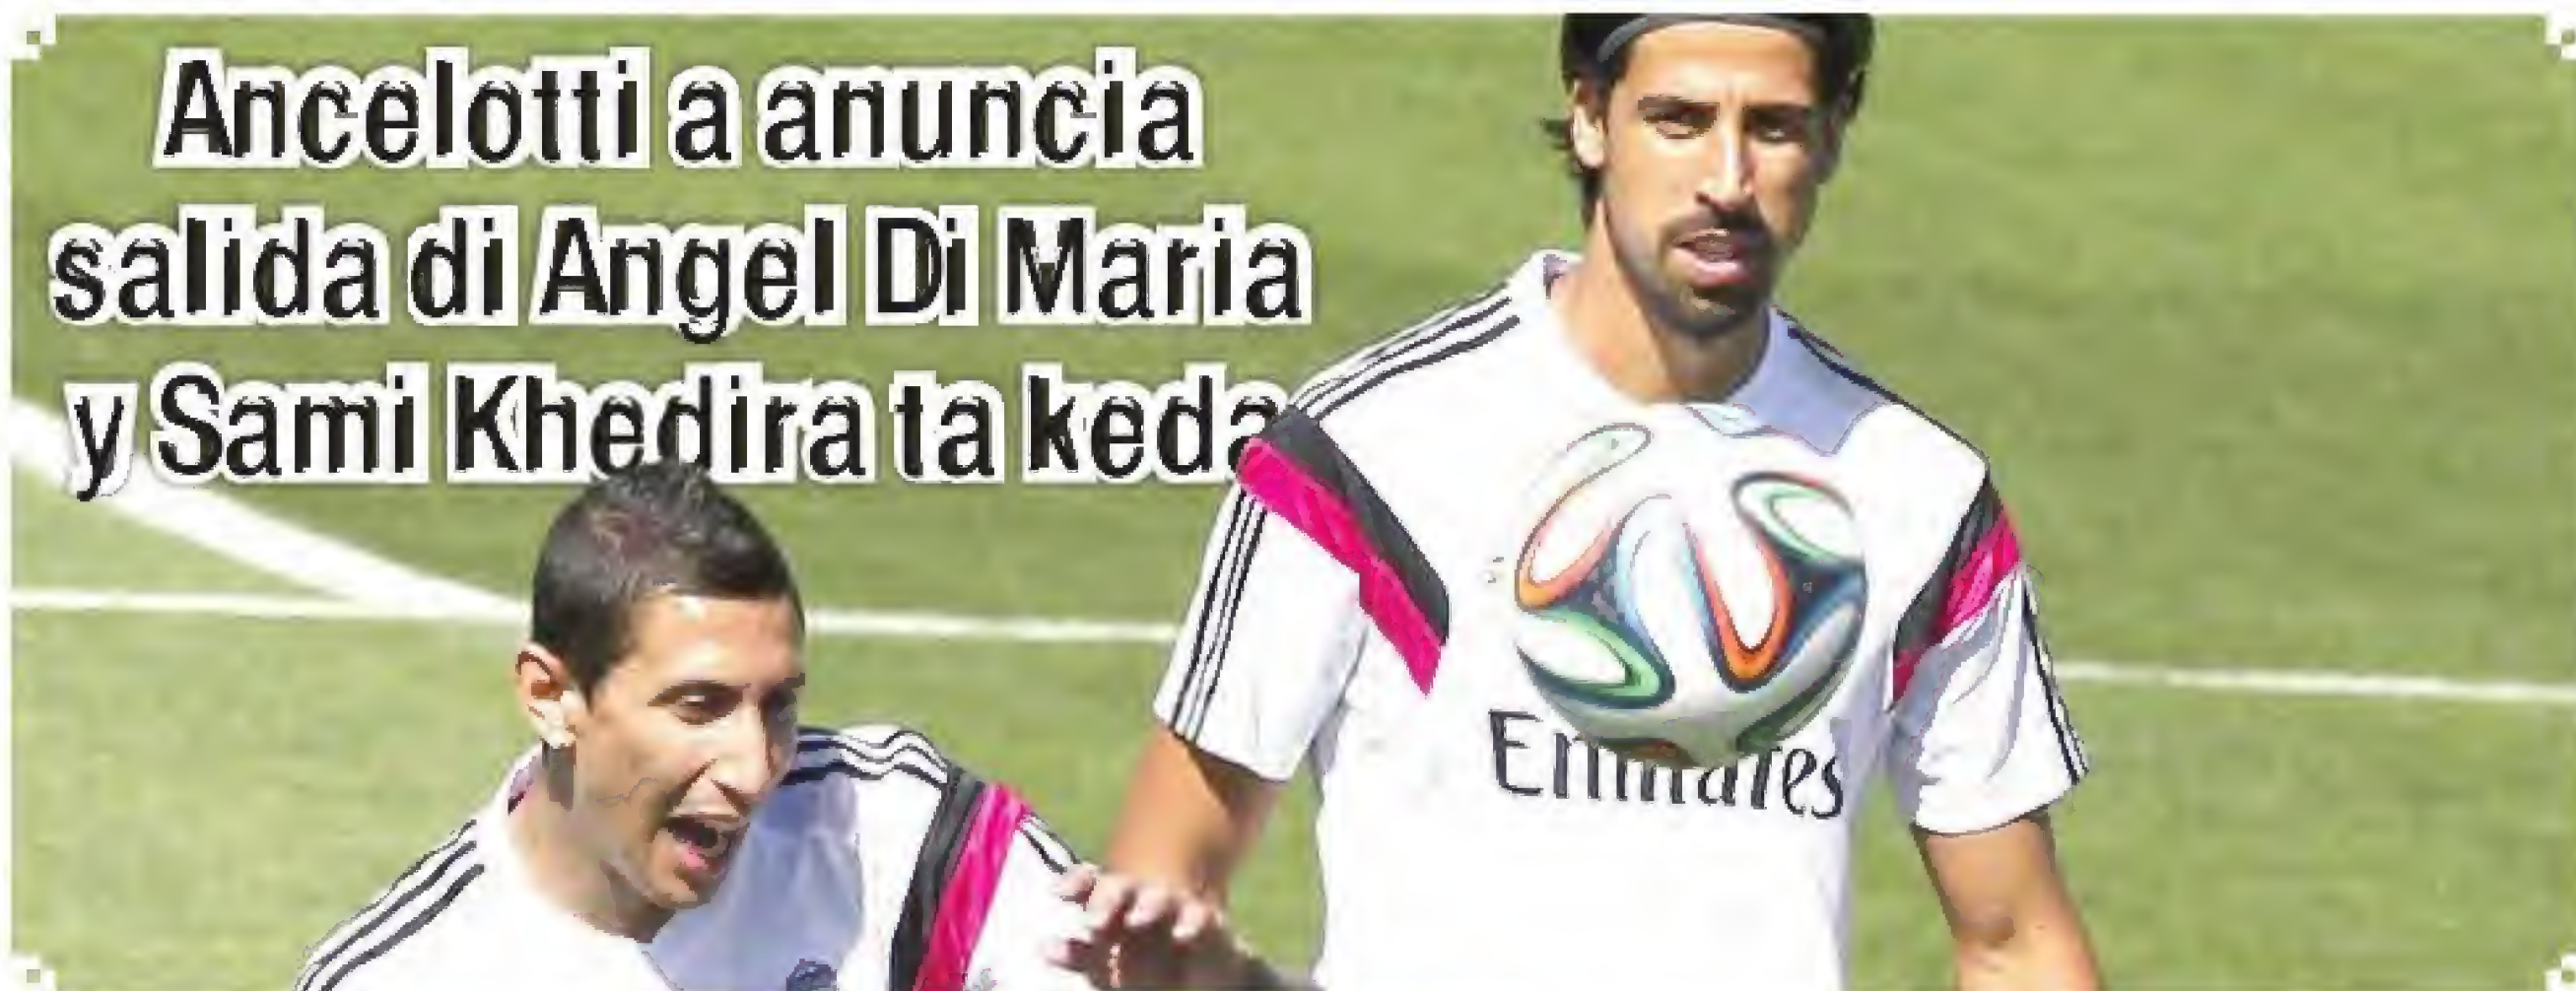 Ancelotti a anuncia
salida di Angel Di Maria
y Sami Khedira ta keda
Emirates